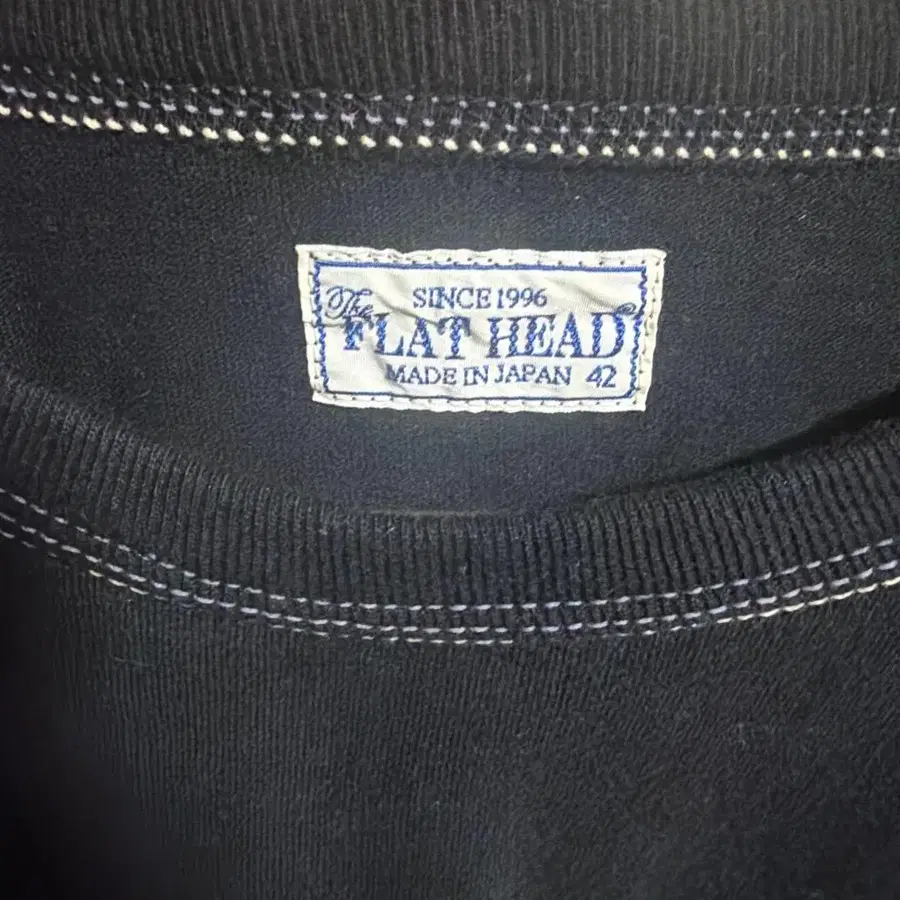 SINCE 1996
The
FLAT HEAD
MADE IN JAPAN 42